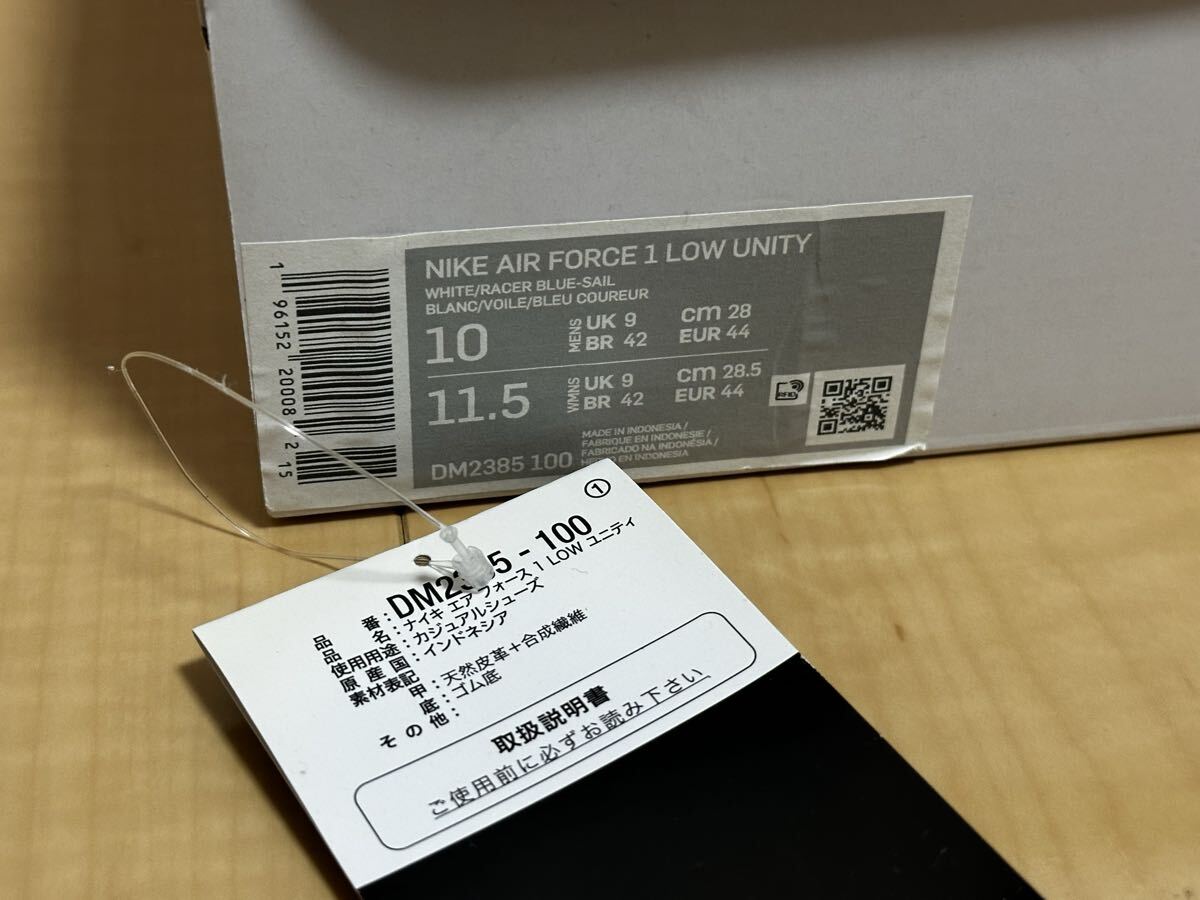 NIKE AIR FORCE 1 LOW UNITY
WHITE/RACER BLUE-SAIL
BLANC/VOILE/BLEU COUREUR
10
MENS
UK 9
BR 42
cm 28
EUR 44
11.5
WMNS
UK 9
BR 42
cm 28.5
EUR 44
RFID
DM2385 100
MADE IN INDONESIA/
FABRIQUE EN INDONESIE/
FABRICADO NA INDONÉSIA/
EN INDONESIA
1 96152 20008 2 15
①
品番:DM2385-100
品名:ナイキ エア フォース 1 LOW ユニティ
使用用途:カジュアルシューズ
原産国:インドネシア
素材表記
甲:天然皮革+合成繊維
底:ゴム底
その他:
取扱説明書
ご使用前に必ずお読み下さい